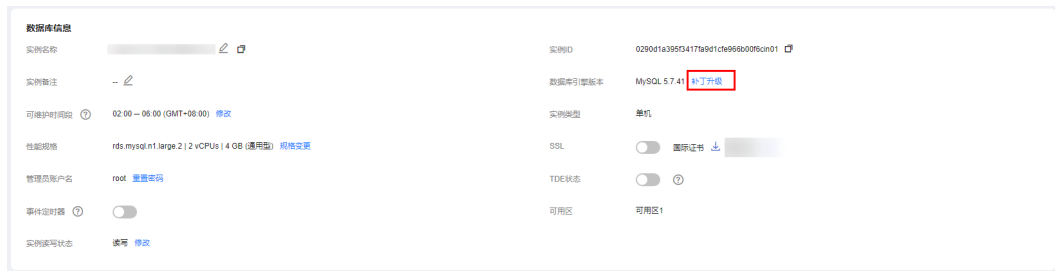 数据库信息
实例名称
实例ID 0290d1a395f3417fa9d1cfe966b00f6cin01
实例备注 --
数据库引擎版本 MySQL 5.7.41 补丁升级
可维护时间段 02:00 — 06:00 (GMT+08:00) 修改
实例类型 单机
性能规格 rds.mysql.n1.large.2 | 2 vCPUs | 4 GB (通用型) 规格变更
SSL 国际证书
管理员账户名 root 重置密码
TDE状态
事件定时器
可用区 可用区1
实例读写状态 读写 修改